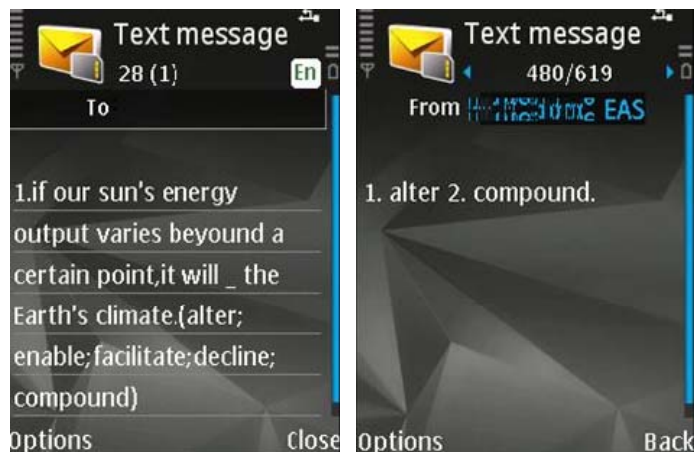 Text message
28 (1)
En
To
1.if our sun's energy
output varies beyound a
certain point,it will _ the
Earth's climate.(alter;
enable;facilitate;decline;
compound)
Options
Close
Text message
480/619
From EAS
1. alter 2. compound.
Options
Back